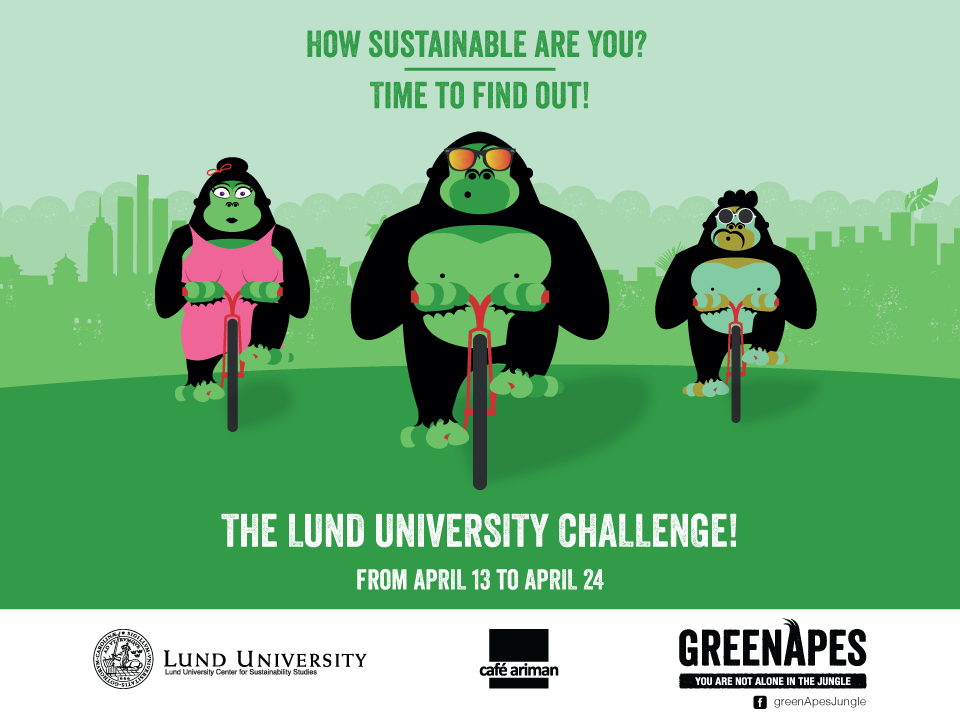 HOW SUSTAINABLE ARE YOU?
TIME TO FIND OUT!
THE LUND UNIVERSITY CHALLENGE!
FROM APRIL 13 TO APRIL 24
LUND UNIVERSITY
Lund University Center for Sustainability Studies
café ariman
GREENAPES
YOU ARE NOT ALONE IN THE JUNGLE
f greenApesJungle